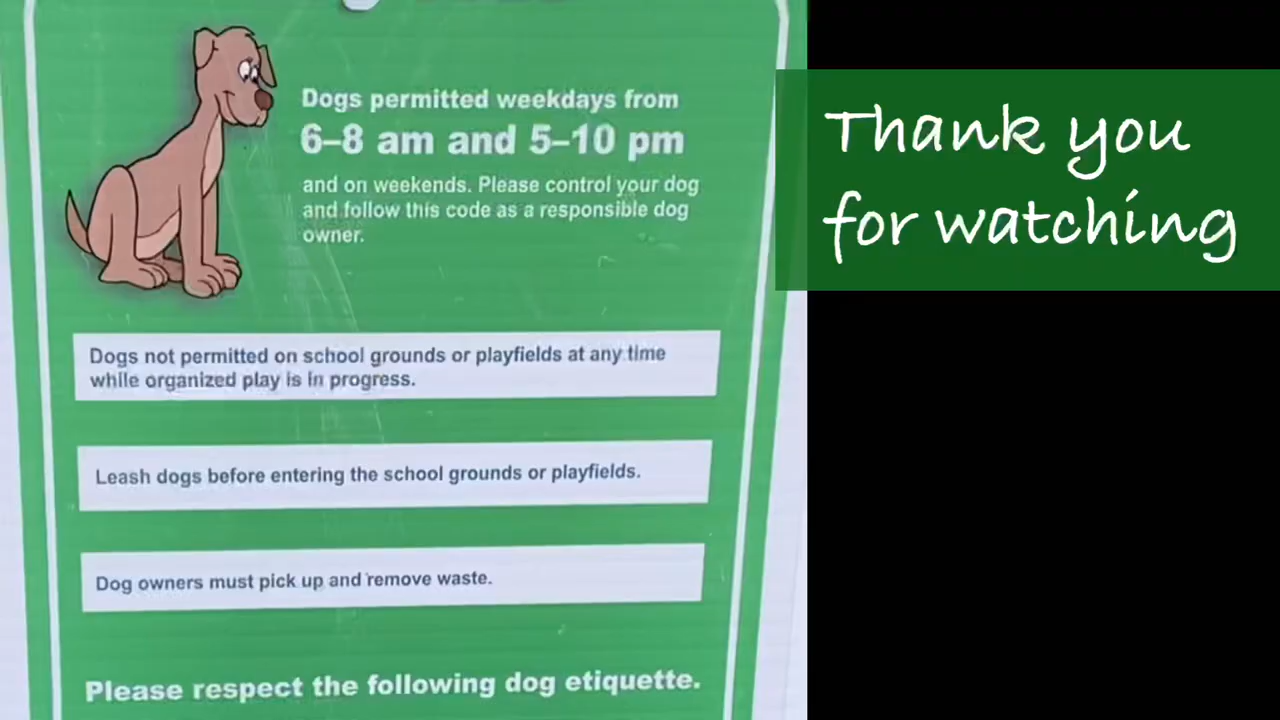 Dogs permitted weekdays from
6–8 am and 5–10 pm
and on weekends. Please control your dog
and follow this code as a responsible dog
owner.
Dogs not permitted on school grounds or playfields at any time
while organized play is in progress.
Leash dogs before entering the school grounds or playfields.
Dog owners must pick up and remove waste.
Please respect the following dog etiquette.
Thank you
for watching